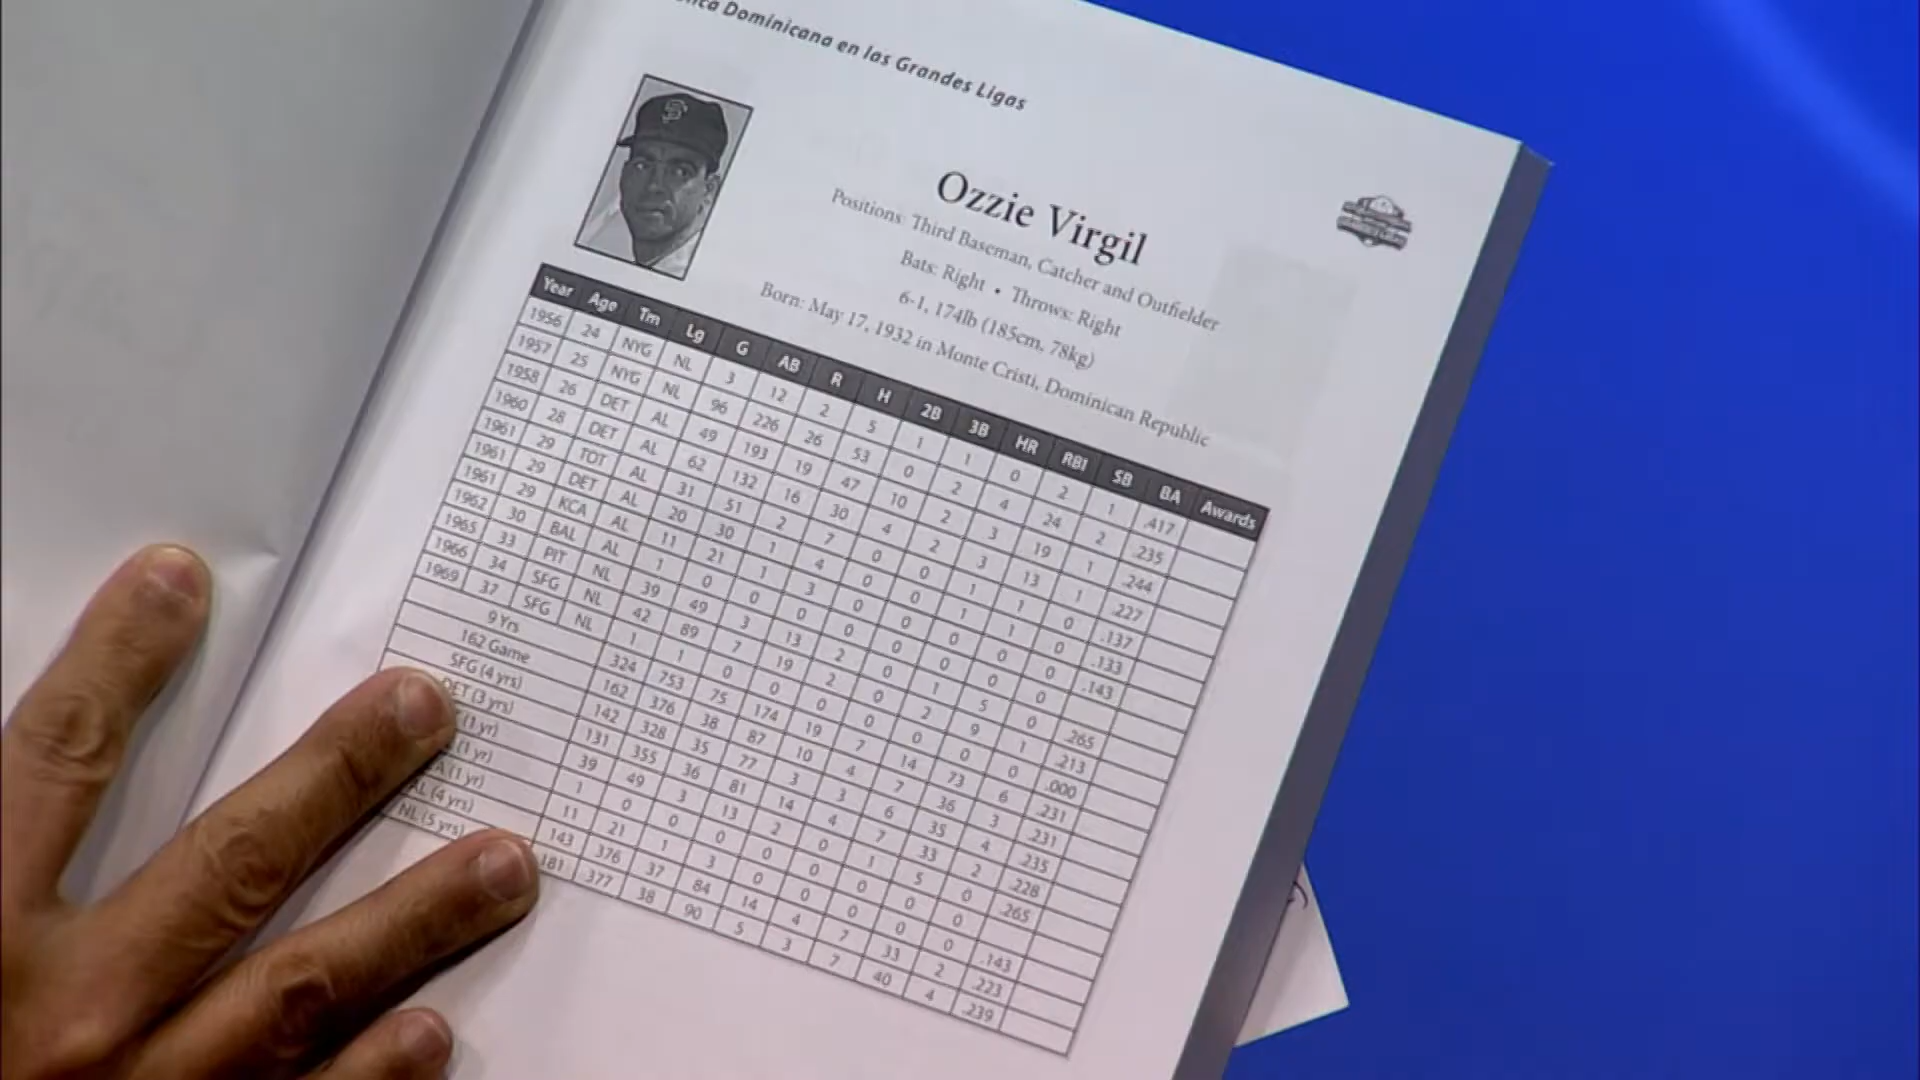 Dominicana en las Grandes Ligas
Ozzie Virgil
Positions: Third Baseman, Catcher and Outfielder
Bats: Right • Throws: Right
6-1, 174lb (185cm, 78kg)
Born: May 17, 1932 in Monte Cristi, Dominican Republic
Year Age Tm Lg G AB R H 2B 3B HR RBI SB BA Awards
1956 24 NYG NL 3 12 2 5 1 1 0 2 1 .417
1957 25 NYG NL 96 226 26 53 0 2 4 24 2 .235
1958 26 DET AL 49 193 19 47 10 2 3 19 1 .244
1960 28 DET AL 62 132 16 30 4 2 3 13 1 .227
1961 29 TOT AL 31 51 2 7 0 0 1 1 0 .137
1961 29 DET AL 20 30 1 4 0 0 1 1 0 .133
1961 29 KCA AL 11 21 1 3 0 0 0 0 0 .143
1962 30 BAL AL 1 0 0 0 0 0 0 0 0
1965 33 PIT NL 39 49 3 13 2 0 1 5 0 .265
1966 34 SFG NL 42 89 7 19 2 0 2 9 1 .213
1969 37 SFG NL 1 1 0 0 0 0 0 0 0 .000
9 Yrs 324 753 75 174 19 7 14 73 6 .231
162 Game 162 376 38 87 10 4 7 36 3 .231
SFG (4 yrs) 142 328 35 77 3 3 6 35 4 .235
DET (3 yrs) 131 355 36 81 14 4 7 33 2 .228
(1 yr) 39 49 3 13 2 0 1 5 0 .265
(1 yr) 1 0 0 0 0 0 0 0 0
(1 yr) 11 21 1 3 0 0 0 0 0 .143
AL (4 yrs) 143 376 37 84 14 4 7 33 2 .223
NL (5 yrs) 181 377 38 90 5 3 7 40 4 .239